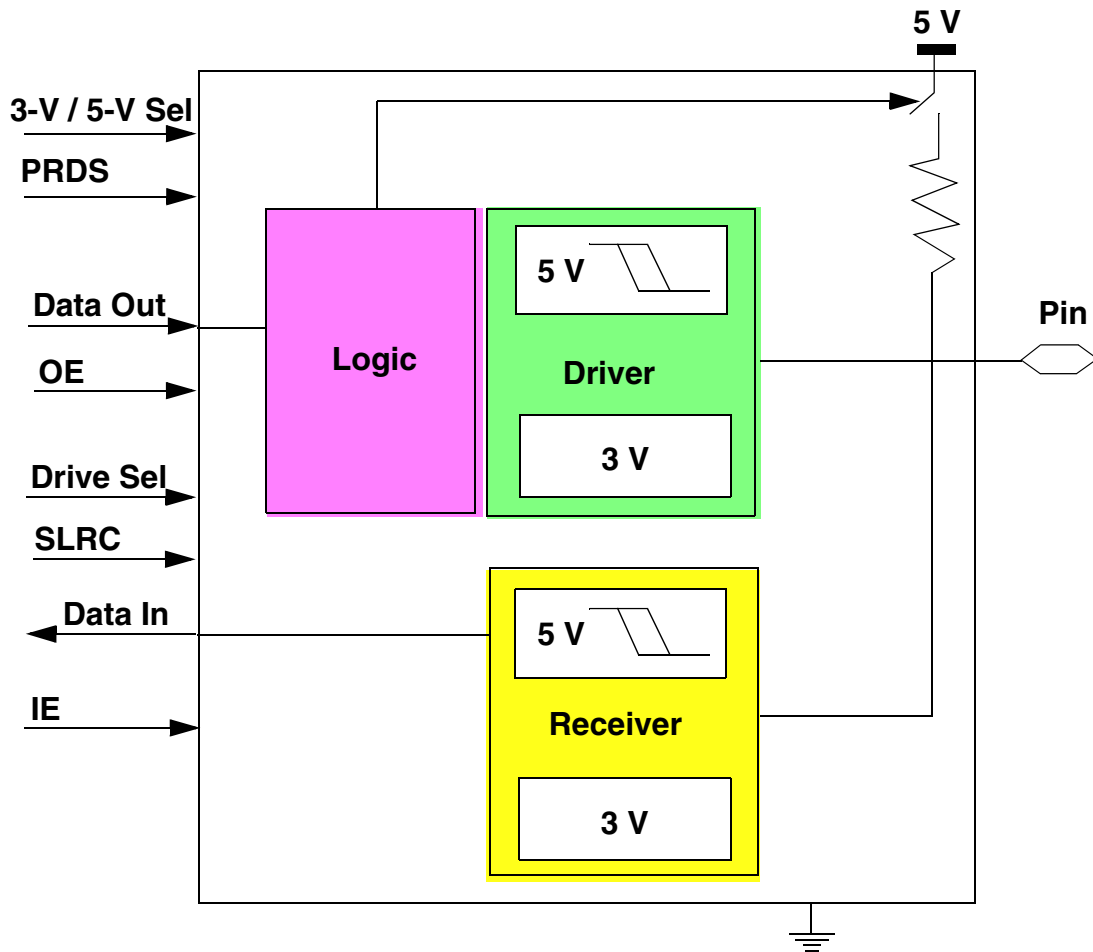 5 V
3-V / 5-V Sel
PRDS
Data Out
OE
Drive Sel
SLRC
Data In
IE
Logic
5 V
Driver
3 V
5 V
Receiver
3 V
Pin